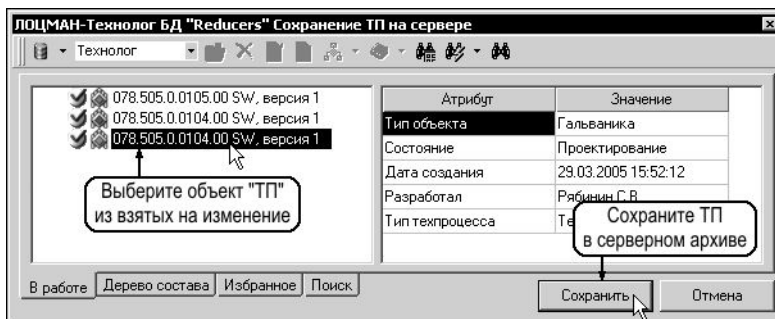 ЛОЦМАН-Технолог БД "Reducers" Сохранение ТП на сервере
Технолог
078.505.0.0105.00 SW, версия 1
078.505.0.0104.00 SW, версия 1
078.505.0.0104.00 SW, версия 1
Выберите объект "ТП"
из взятых на изменение
Атрибут Значение
Тип объекта Гальваника
Состояние Проектирование
Дата создания 29.03.2005 15:52:12
Разработал Рябинин С.В.
Тип техпроцесса
Сохраните ТП
в серверном архиве
В работе Дерево состава Избранное Поиск
Сохранить Отмена